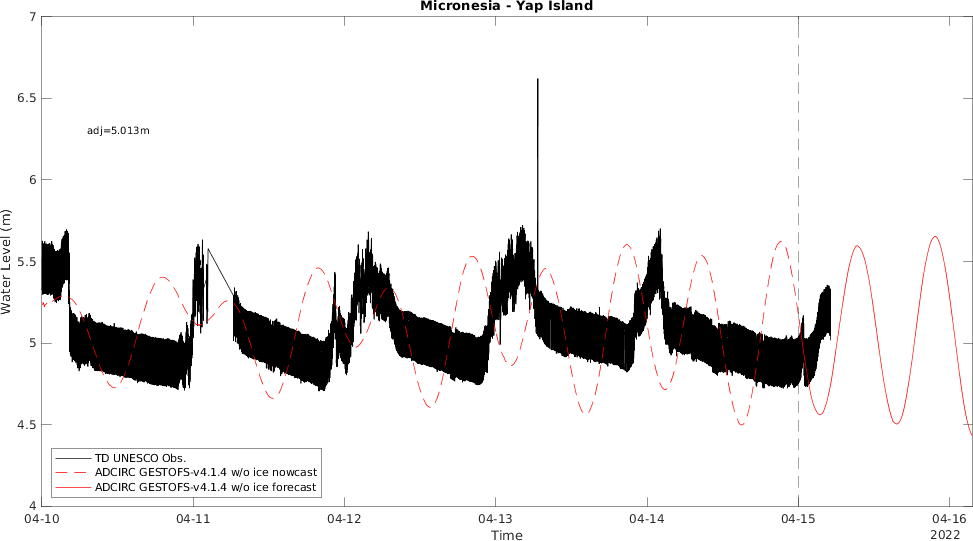 Micronesia - Yap Island
7
6.5
adj=5.013m
6
5.5
Water Level (m)
5
4.5
TD UNESCO Obs.
ADCIRC GESTOFS-v4.1.4 w/o ice nowcast
ADCIRC GESTOFS-v4.1.4 w/o ice forecast
4
04-10 04-11 04-12 04-13 04-14 04-15 04-16
Time 2022